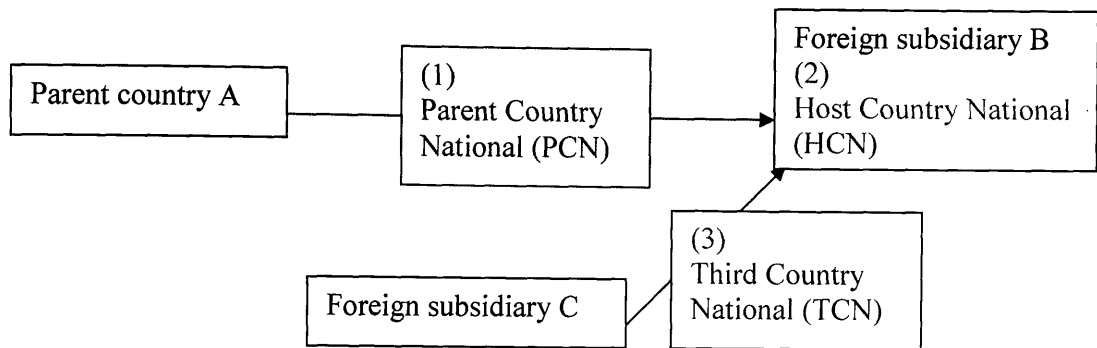 Parent country A
(1)
Parent Country
National (PCN)
Foreign subsidiary B
(2)
Host Country National
(HCN)
(3)
Third Country
National (TCN)
Foreign subsidiary C